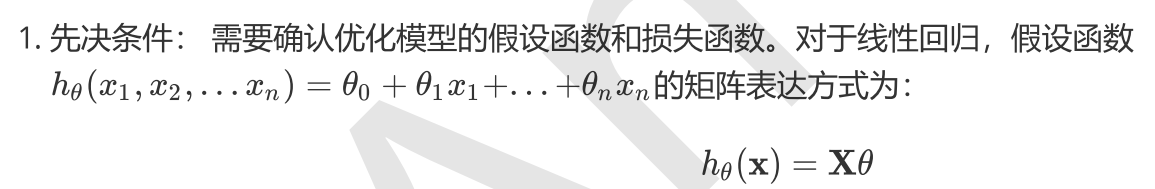 1. 先决条件： 需要确认优化模型的假设函数和损失函数。对于线性回归，假设函数
hθ(x1, x2, . . . xn) = θ0 + θ1x1+. . . +θnxn的矩阵表达方式为：
hθ(x) = Xθ